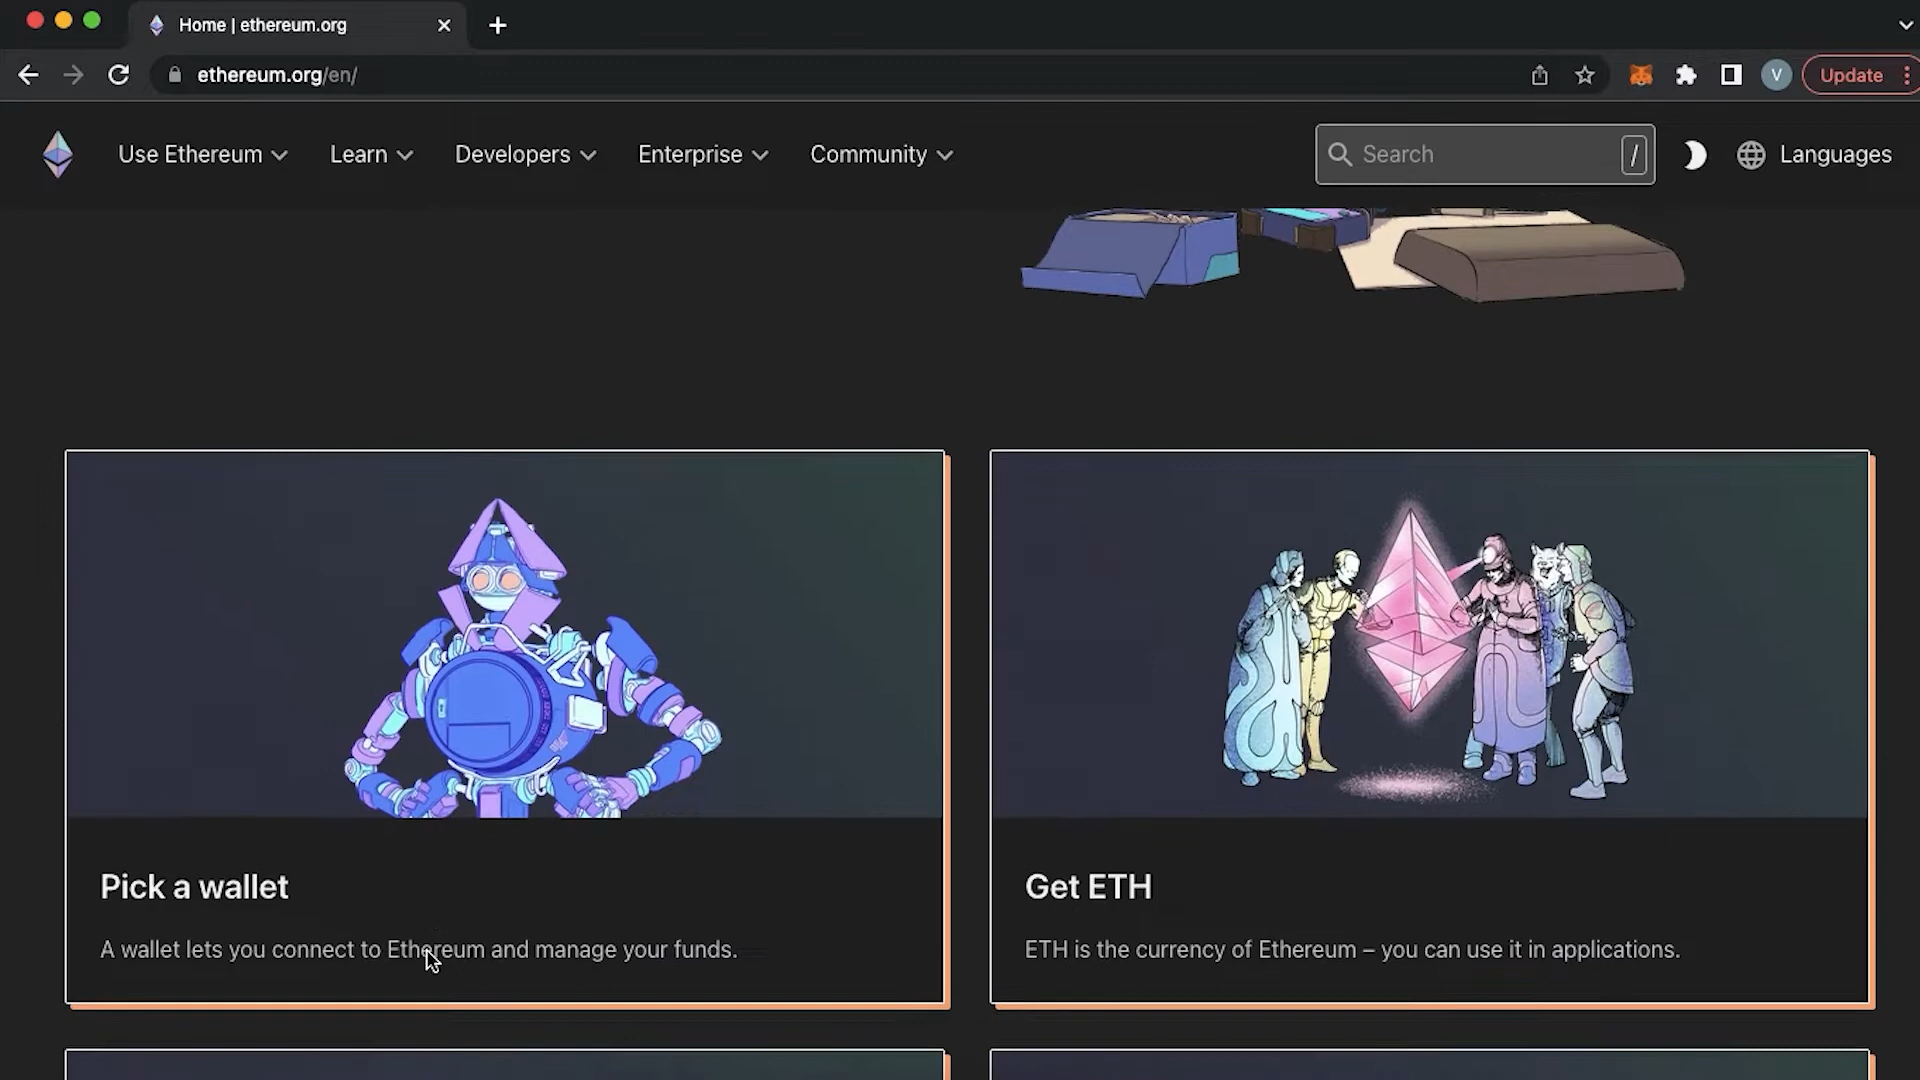 Home | ethereum.org
ethereum.org/en/
V
Update
Use Ethereum
Learn
Developers
Enterprise
Community
Search
/
Languages
Pick a wallet
A wallet lets you connect to Ethereum and manage your funds.
Get ETH
ETH is the currency of Ethereum – you can use it in applications.